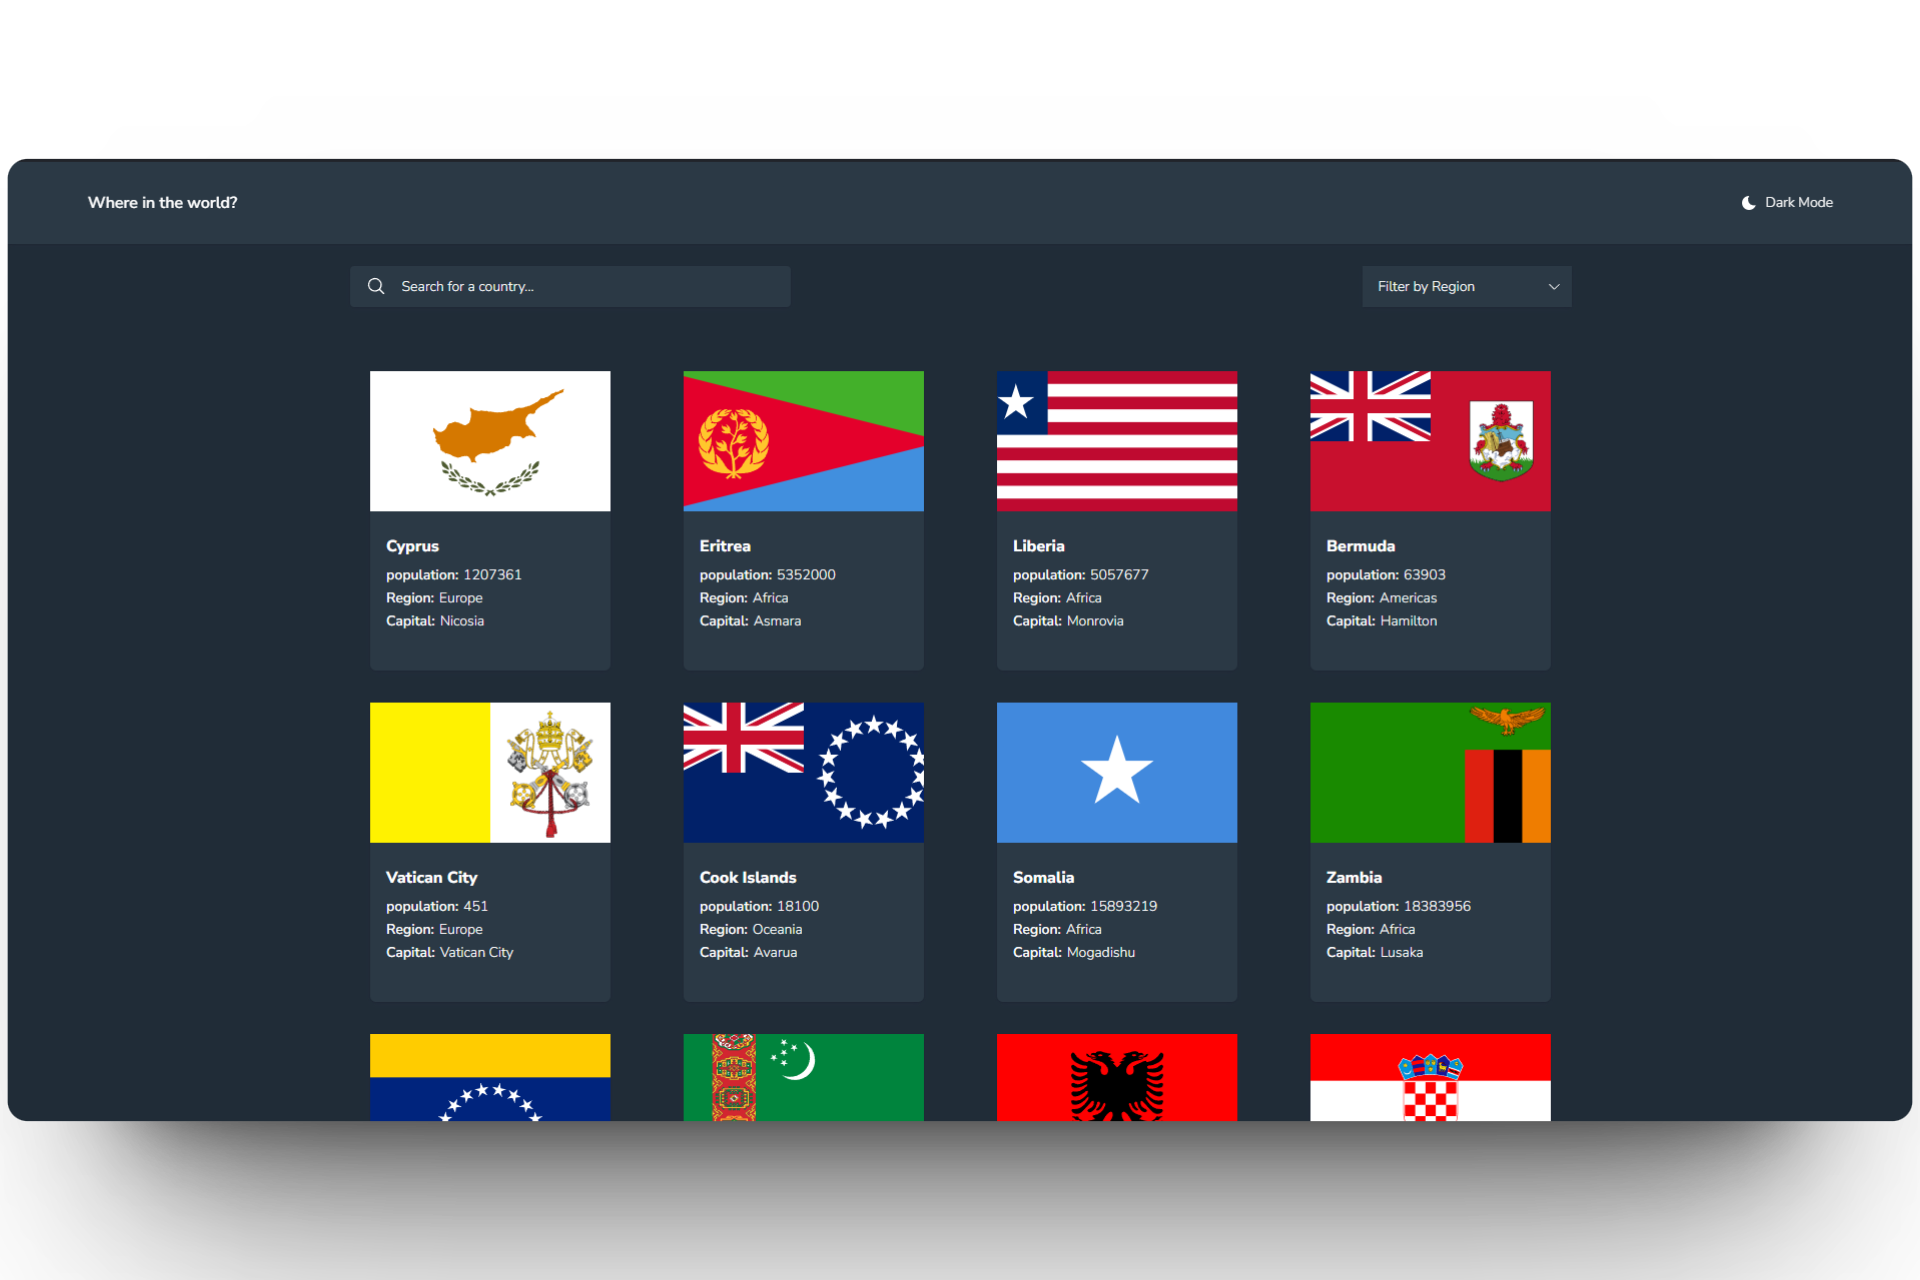 Where in the world?
Dark Mode
Search for a country...
Filter by Region
Cyprus
population: 1207361
Region: Europe
Capital: Nicosia
Eritrea
population: 5352000
Region: Africa
Capital: Asmara
Liberia
population: 5057677
Region: Africa
Capital: Monrovia
Bermuda
population: 63903
Region: Americas
Capital: Hamilton
Vatican City
population: 451
Region: Europe
Capital: Vatican City
Cook Islands
population: 18100
Region: Oceania
Capital: Avarua
Somalia
population: 15893219
Region: Africa
Capital: Mogadishu
Zambia
population: 18383956
Region: Africa
Capital: Lusaka